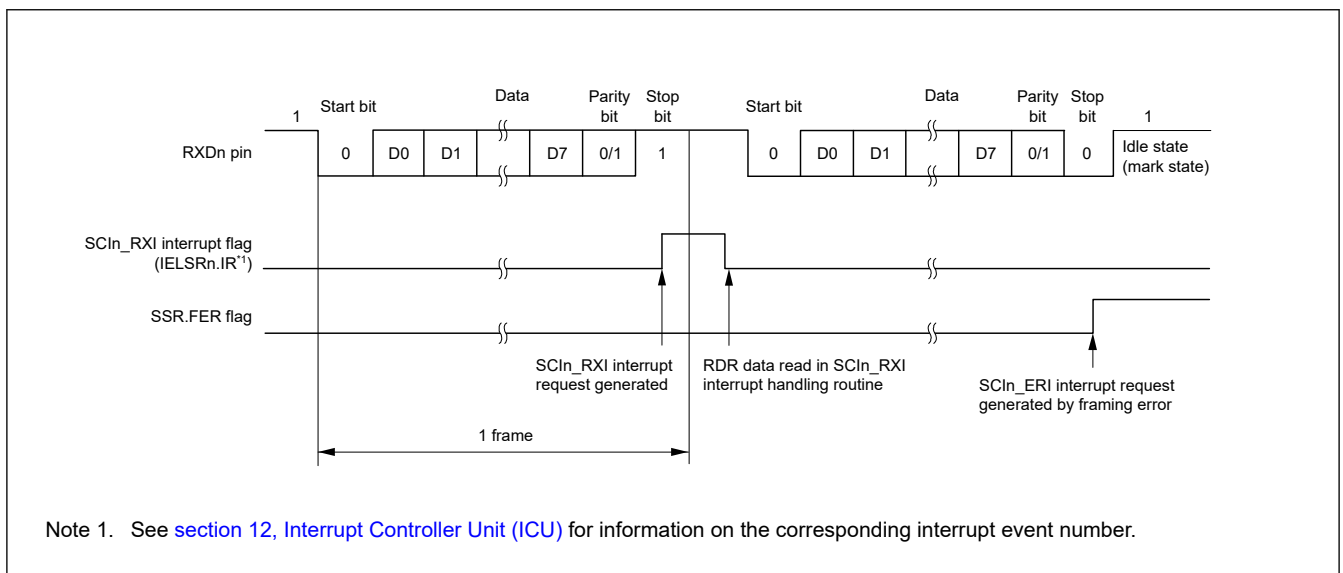 Start bit Data Parity bit Stop bit Start bit Data Parity bit Stop bit
1 1
RXDn pin 0 D0 D1 D7 0/1 1 0 D0 D1 D7 0/1 0 Idle state (mark state)
SCIn_RXI interrupt flag
(IELSRn.IR*1)
SSR.FER flag
SCIn_RXI interrupt
request generated
RDR data read in SCIn_RXI
interrupt handling routine
SCIn_ERI interrupt request
generated by framing error
1 frame
Note 1. See section 12, Interrupt Controller Unit (ICU) for information on the corresponding interrupt event number.